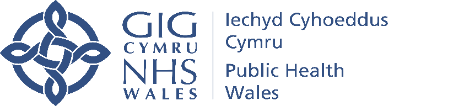 GIG
CYMRU
NHS
WALES
Iechyd Cyhoeddus
Cymru
Public Health
Wales